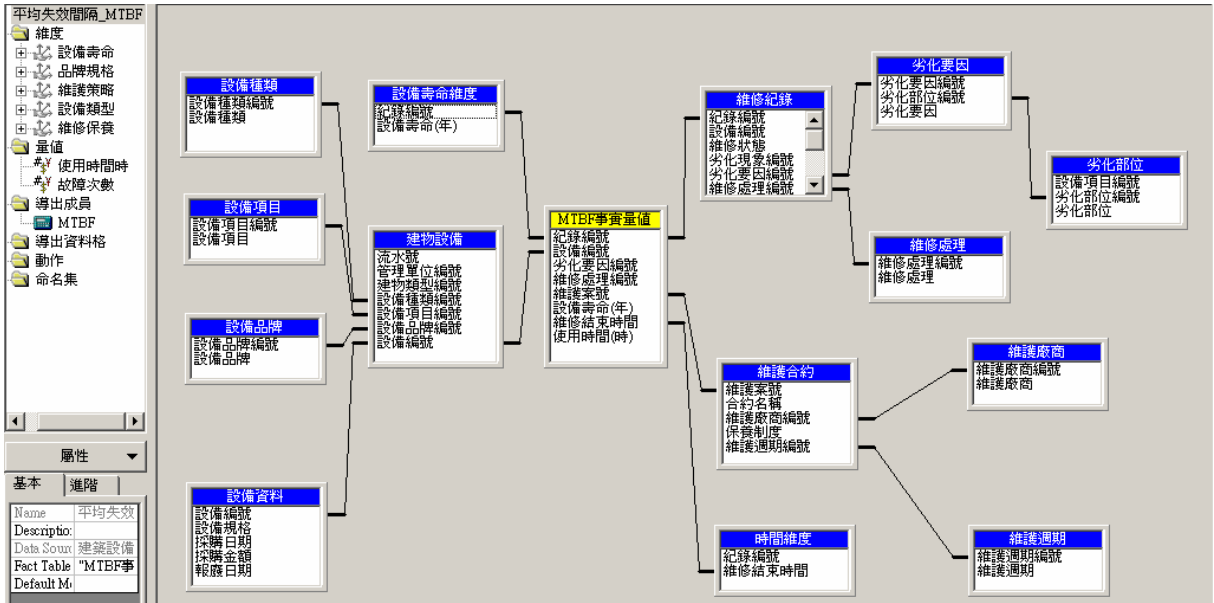 平均失效間隔_MTBF
維度
設備壽命
品牌規格
維護策略
設備類型
維修保養
量值
使用時間時
故障次數
導出成員
MTBF
導出資料格
動作
命名集
屬性
基本
進階
Name
平均失效
Descriptio:
Data Sour
建築設備
Fact Table
"MTBF事
Default M
設備種類
設備種類編號
設備種類
設備項目
設備項目編號
設備項目
設備品牌
設備品牌編號
設備品牌
設備資料
設備編號
設備規格
採購日期
採購金額
報廢日期
設備壽命維度
紀錄編號
設備壽命(年)
建物設備
流水號
管理單位編號
建物類型編號
設備種類編號
設備項目編號
設備品牌編號
設備編號
MTBF事實量值
紀錄編號
設備編號
劣化要因編號
維修處理編號
維護案號
設備壽命(年)
維修結束時間
使用時間(時)
維修紀錄
紀錄編號
設備編號
維修狀態
劣化現象編號
劣化要因編號
維修處理編號
劣化要因
劣化要因編號
劣化部位編號
劣化要因
劣化部位
設備項目編號
劣化部位編號
劣化部位
維修處理
維修處理編號
維修處理
維護合約
維護案號
合約名稱
維護廠商編號
保養制度
維護週期編號
維護廠商
維護廠商編號
維護廠商
時間維度
紀錄編號
維修結束時間
維護週期
維護週期編號
維護週期